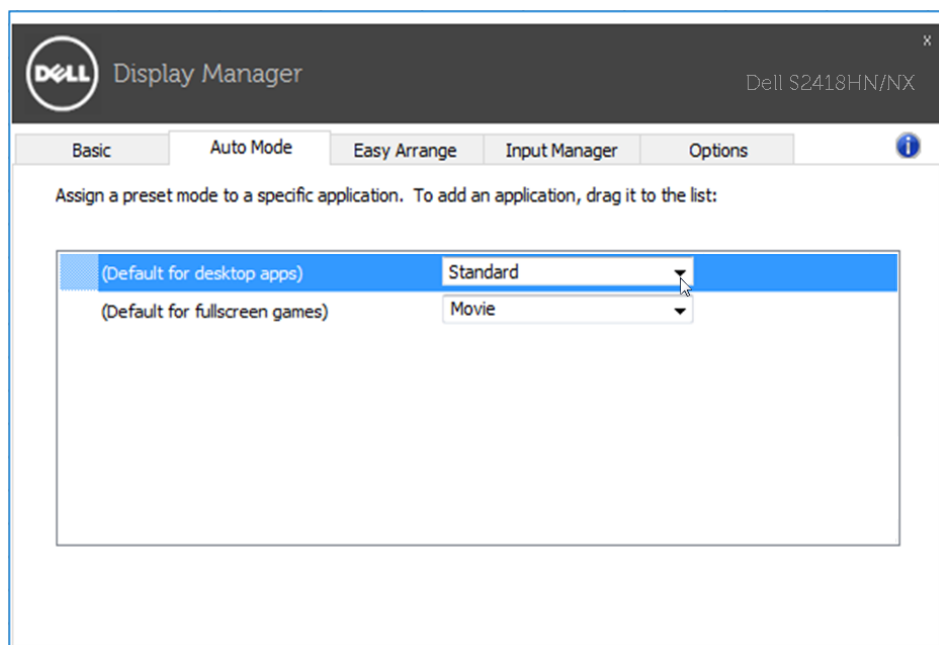 x
DELL Display Manager
Dell S2418HN/NX
Basic Auto Mode Easy Arrange Input Manager Options i
Assign a preset mode to a specific application. To add an application, drag it to the list:
(Default for desktop apps) Standard
(Default for fullscreen games) Movie